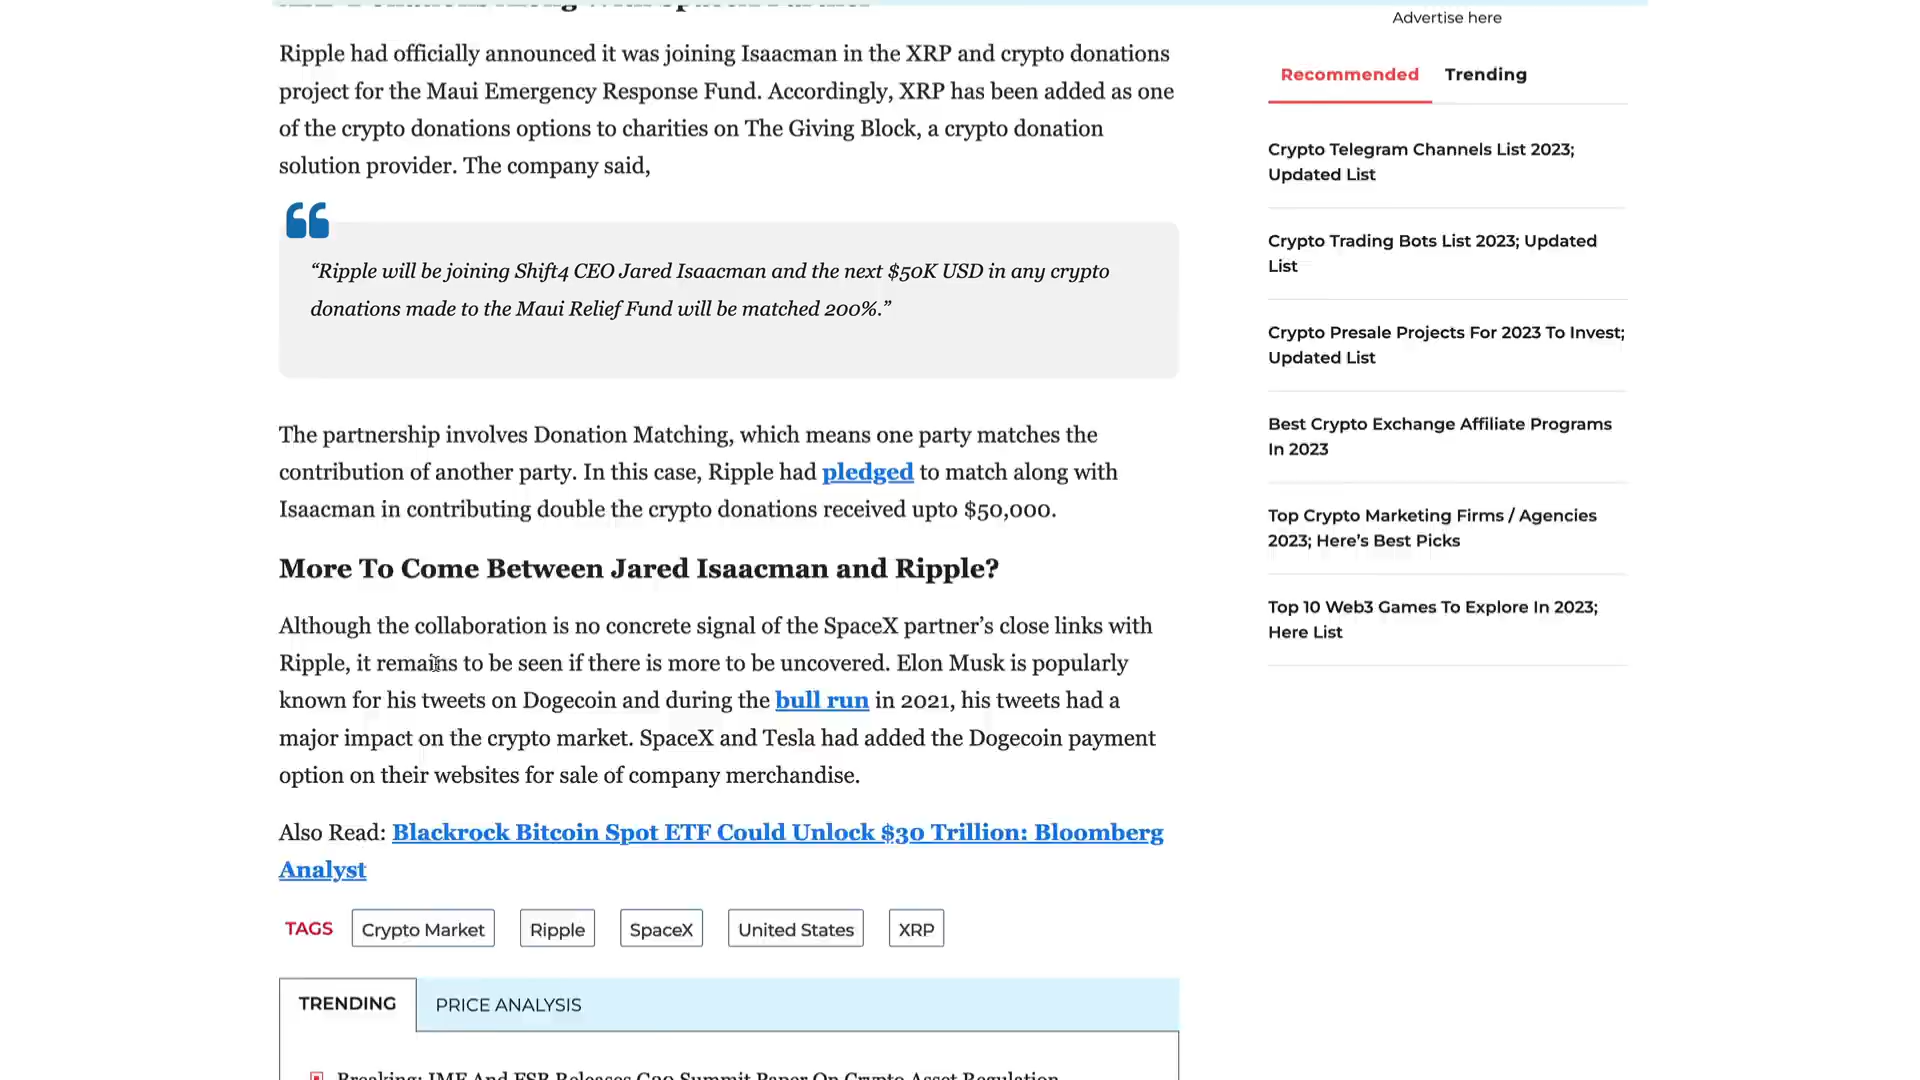 Advertise here
Ripple had officially announced it was joining Isaacman in the XRP and crypto donations
project for the Maui Emergency Response Fund. Accordingly, XRP has been added as one
of the crypto donations options to charities on The Giving Block, a crypto donation
solution provider. The company said,
“Ripple will be joining Shift4 CEO Jared Isaacman and the next $50K USD in any crypto
donations made to the Maui Relief Fund will be matched 200%.”
The partnership involves Donation Matching, which means one party matches the
contribution of another party. In this case, Ripple had pledged to match along with
Isaacman in contributing double the crypto donations received upto $50,000.
More To Come Between Jared Isaacman and Ripple?
Although the collaboration is no concrete signal of the SpaceX partner’s close links with
Ripple, it remains to be seen if there is more to be uncovered. Elon Musk is popularly
known for his tweets on Dogecoin and during the bull run in 2021, his tweets had a
major impact on the crypto market. SpaceX and Tesla had added the Dogecoin payment
option on their websites for sale of company merchandise.
Also Read: Blackrock Bitcoin Spot ETF Could Unlock $30 Trillion: Bloomberg
Analyst
TAGS Crypto Market Ripple SpaceX United States XRP
TRENDING PRICE ANALYSIS
Breaking: IMF And FSB Releases G20 Summit Paper On Crypto Asset Regulation
Recommended Trending
Crypto Telegram Channels List 2023;
Updated List
Crypto Trading Bots List 2023; Updated
List
Crypto Presale Projects For 2023 To Invest;
Updated List
Best Crypto Exchange Affiliate Programs
In 2023
Top Crypto Marketing Firms / Agencies
2023; Here’s Best Picks
Top 10 Web3 Games To Explore In 2023;
Here List